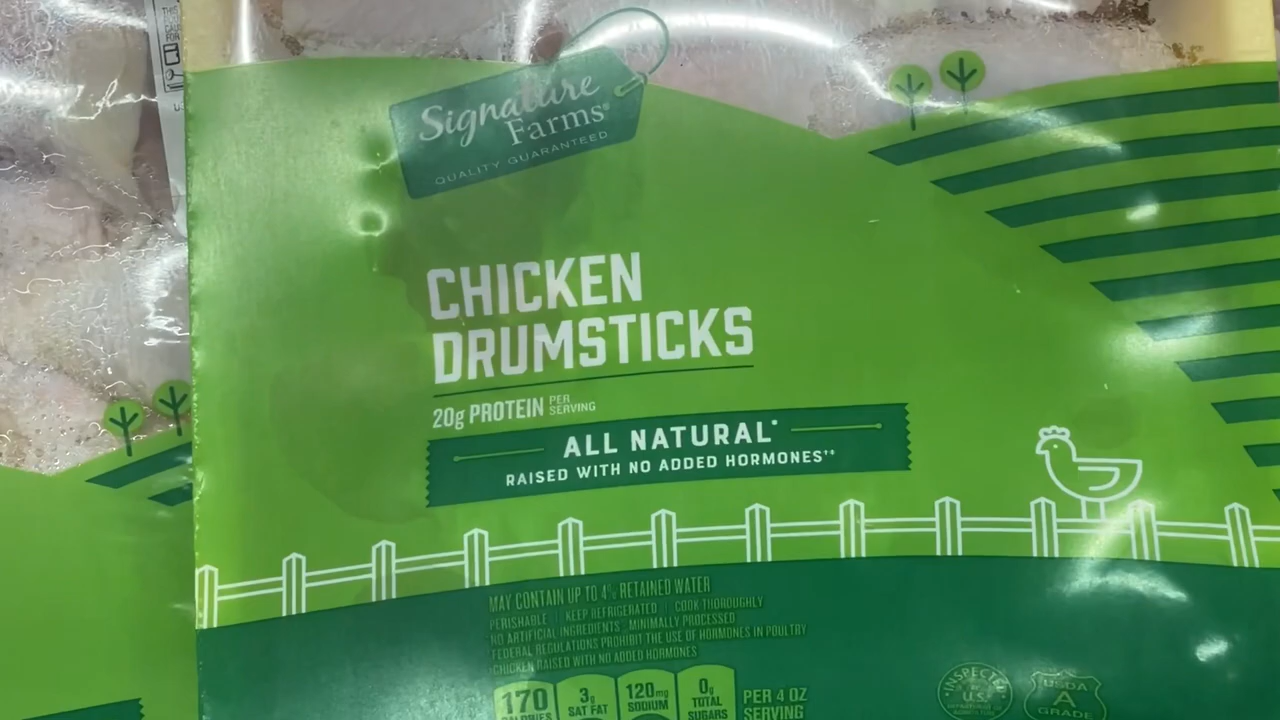 Signature
Farms®
QUALITY GUARANTEED
CHICKEN
DRUMSTICKS
20g PROTEIN PER SERVING
ALL NATURAL*
RAISED WITH NO ADDED HORMONES†‡
MAY CONTAIN UP TO 4% RETAINED WATER
PERISHABLE | KEEP REFRIGERATED | COOK THOROUGHLY
*NO ARTIFICIAL INGREDIENTS - MINIMALLY PROCESSED
†FEDERAL REGULATIONS PROHIBIT THE USE OF HORMONES IN POULTRY
‡CHICKEN RAISED WITH NO ADDED HORMONES
170 CALORIES
3g SAT FAT
120mg SODIUM
0g TOTAL SUGARS
PER 4 OZ SERVING
INSPECTED
U.S.
USDA
A
GRADE